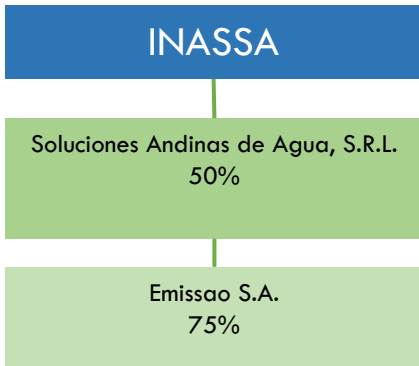 INASSA
Soluciones Andinas de Agua, S.R.L.
50%
Emissao S.A.
75%